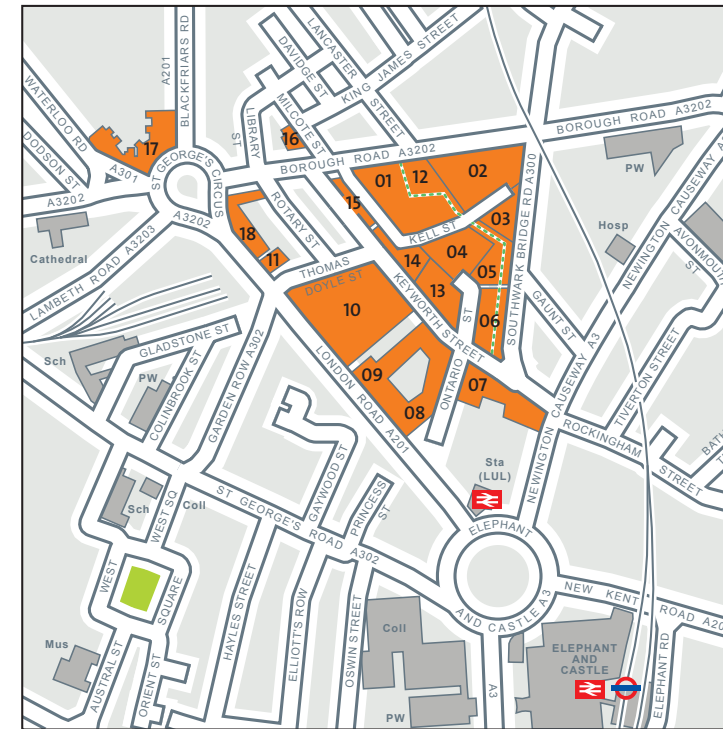 WATERLOO RD
DODSON ST
A201
BLACKFRIARS RD
17
A301
ST GEORGE'S CIRCUS
A3202
A3202
Cathedral
LAMBETH ROAD A3203
LIBRARY ST
DAVIDGE ST
MILCOTE ST
LANCASTER STREET
KING JAMES STREET
16
BOROUGH ROAD A3202
BOROUGH ROAD A3202
PW
01
12
02
03
15
KELL ST
ROTARY ST
18
11
THOMAS
DOYLE ST
14
04
13
05
06
KEYWORTH STREET
SOUTHWARK BRIDGE RD A300
Hosp
NEWINGTON CAUSEWAY A3
AVONMOUTH ST
GAUNT ST
TIVERTON STREET
10
09
08
07
ONTARIO ST
LONDON ROAD A201
Sch
GLADSTONE ST
PW
COLINBROOK ST
GARDEN ROW A302
Sta
(LUL)
NEWINGTON CAUSEWAY A3
ROCKINGHAM STREET
BATH
Sch
WEST SQ
Coll
ST GEORGE'S ROAD A302
GAYWOOD ST
PRINCESS ST
ELEPHANT
AND CASTLE A3
NEW KENT ROAD A20
WEST
SQUARE
Mus
AUSTRAL ST
ORIENT ST
HAYLES STREET
ELLIOTT'S ROW
OSWIN STREET
Coll
PW
A3
ELEPHANT
AND
CASTLE
ELEPHANT RD